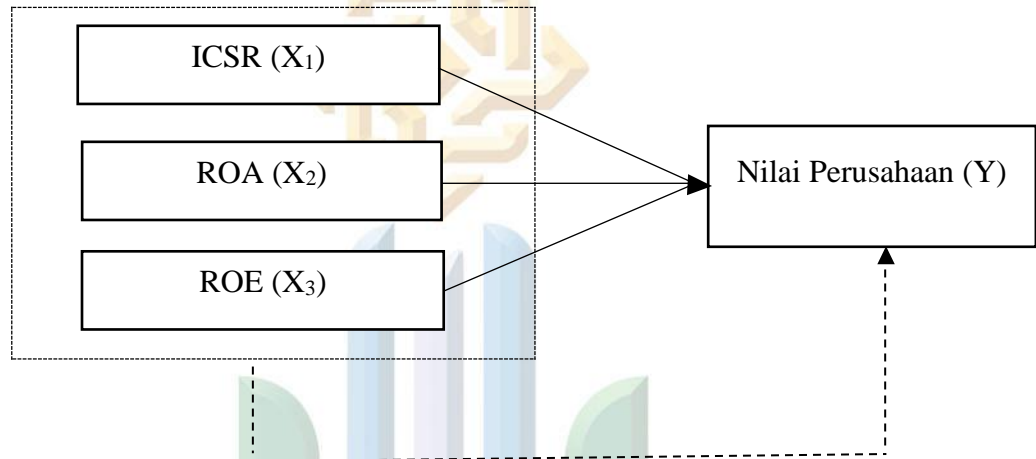 ICSR (X₁)
ROA (X₂)
Nilai Perusahaan (Y)
ROE (X₃)